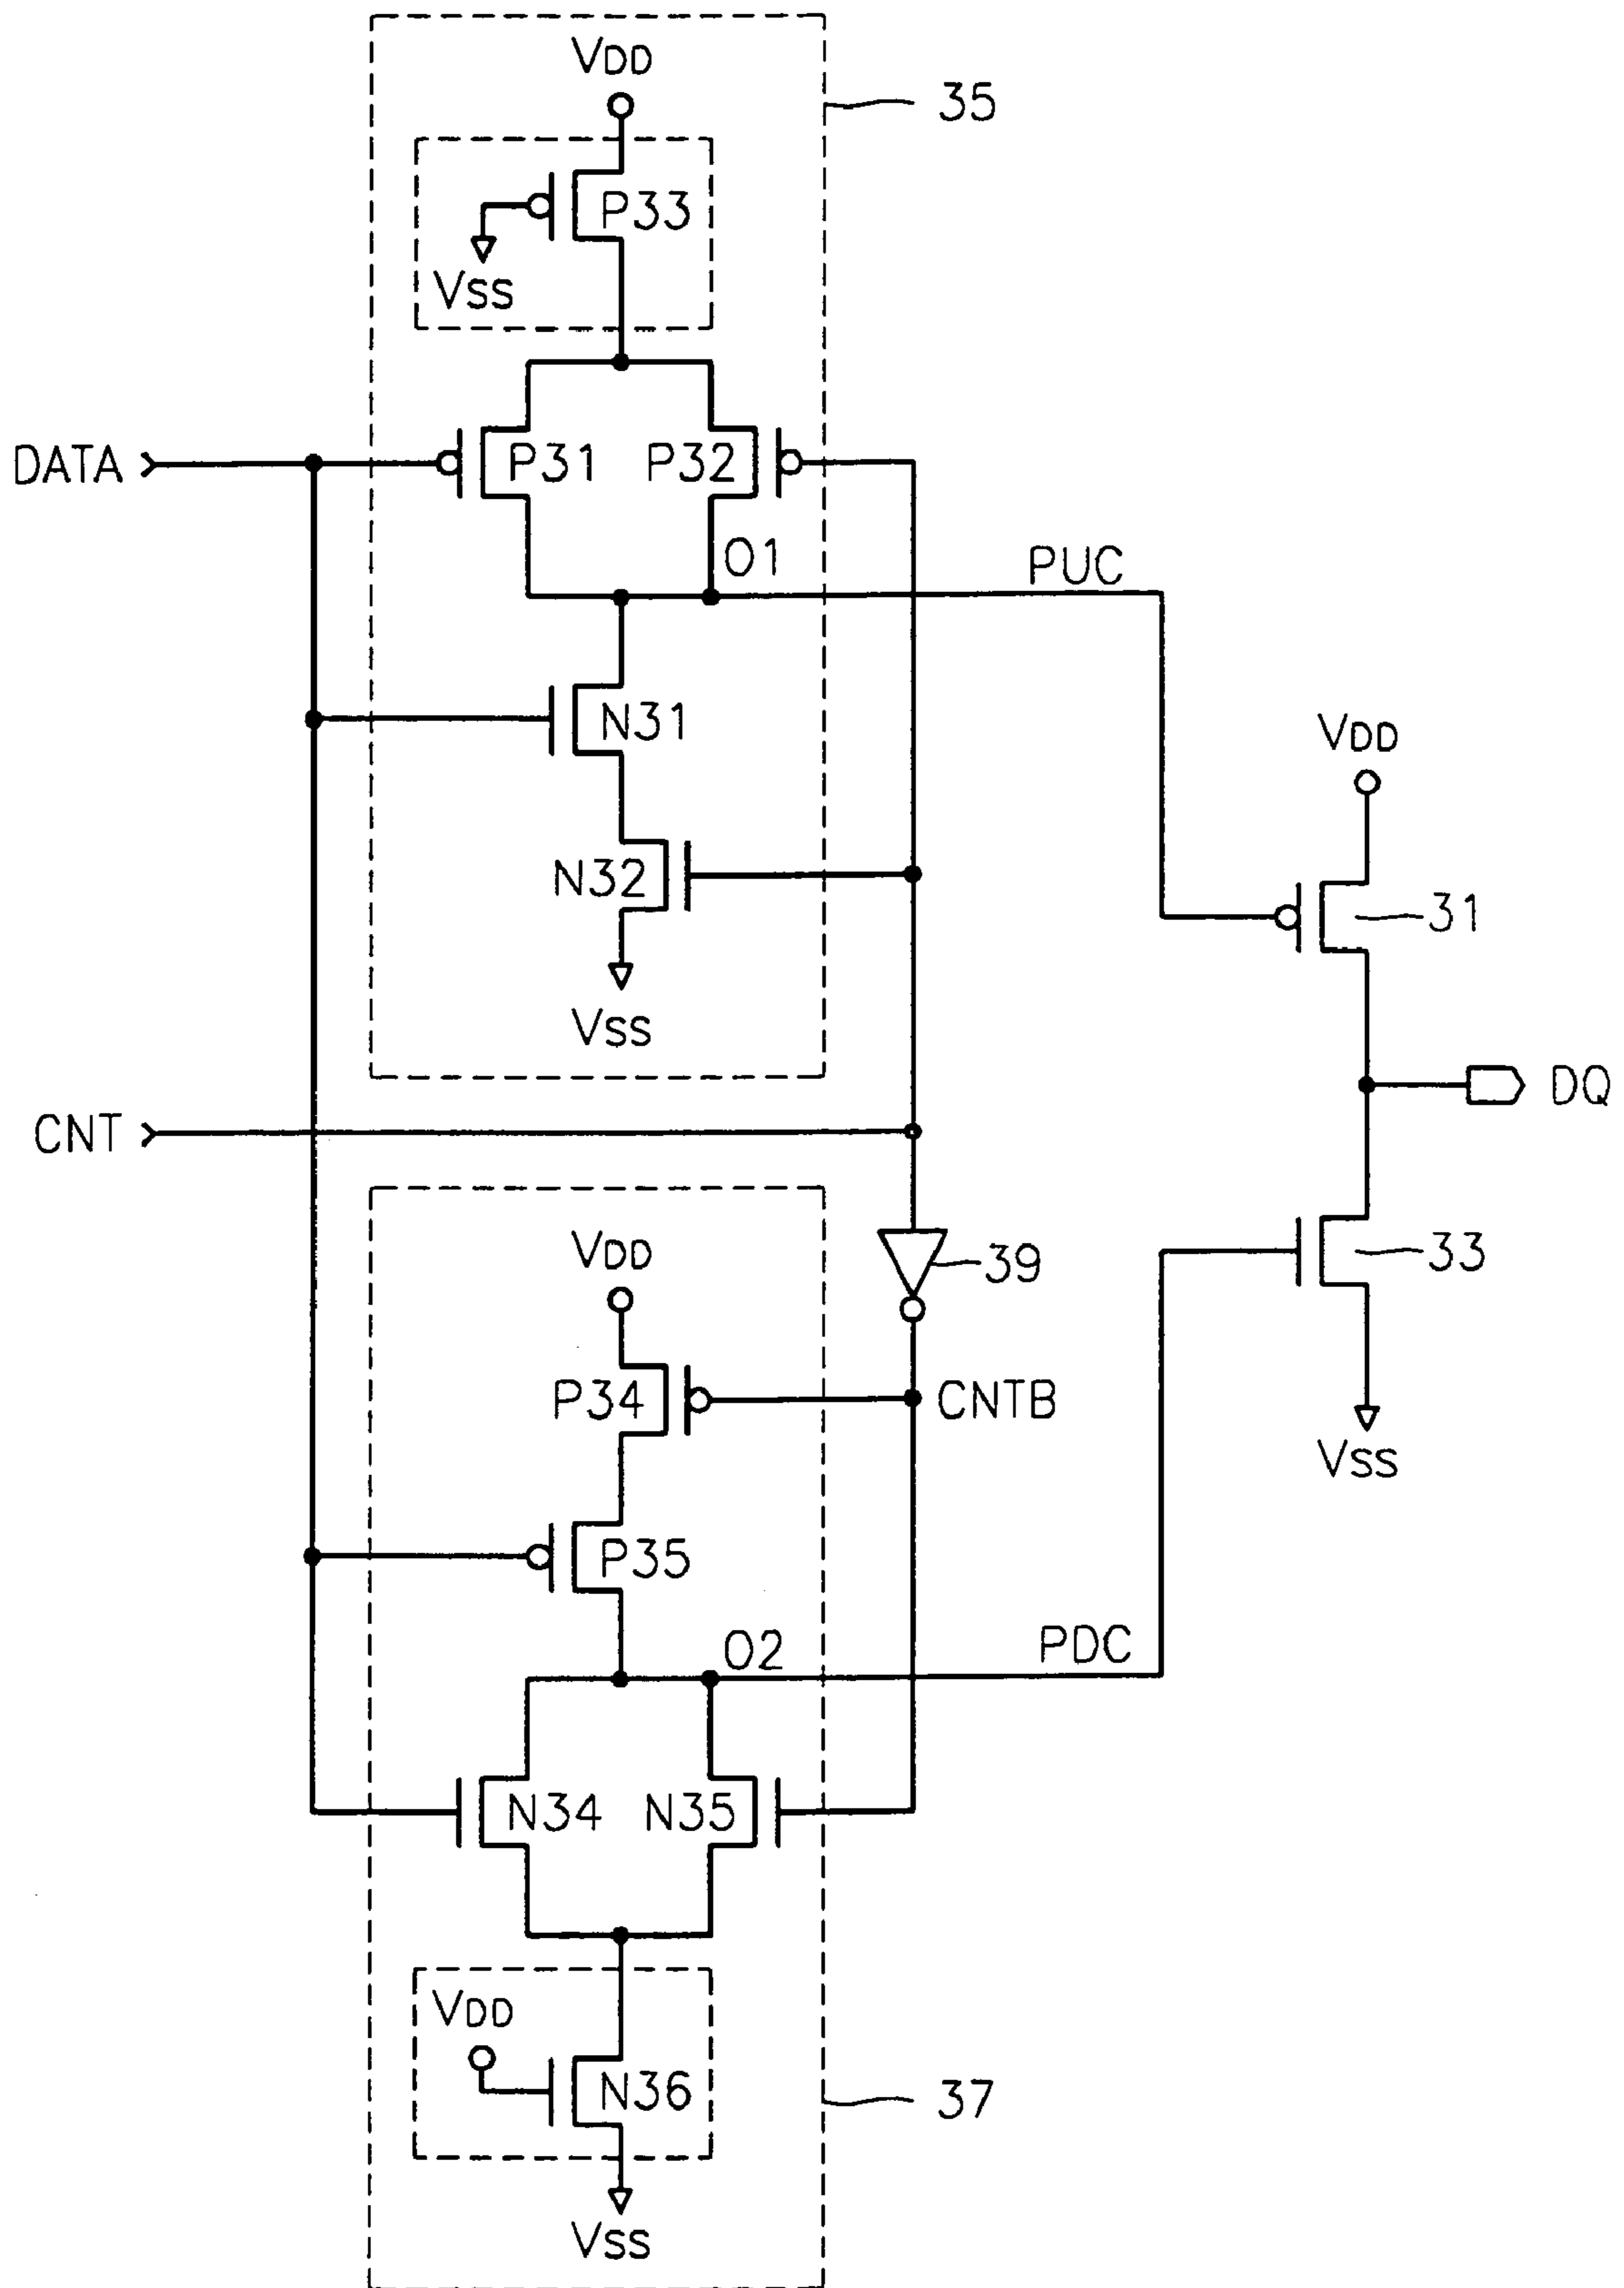 VDD
35
P33
VSS
DATA
P31
P32
O1
PUC
N31
VDD
N32
31
VSS
DQ
CNT
VDD
39
33
P34
CNTB
VSS
P35
O2
PDC
N34
N35
VDD
N36
37
VSS